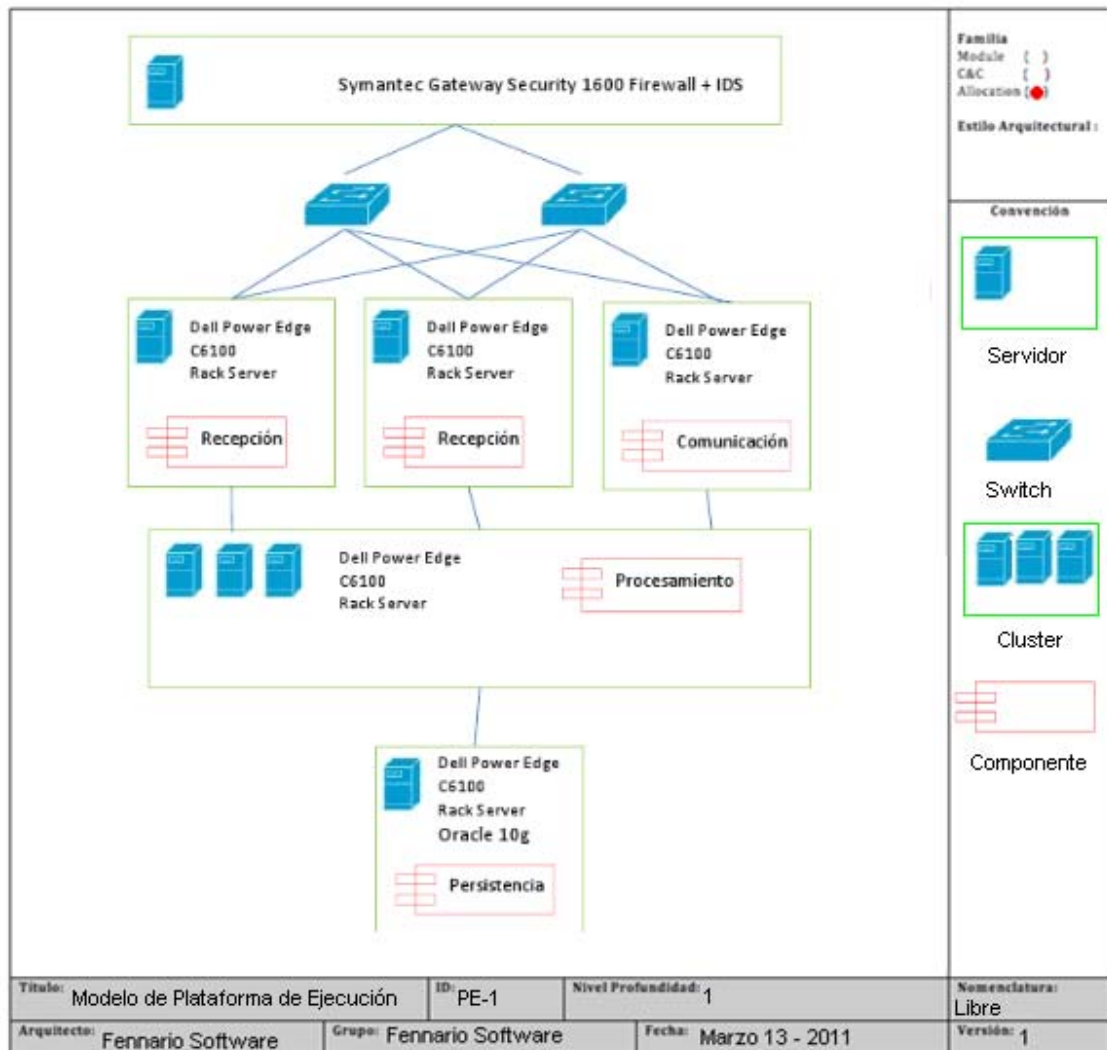 Symantec Gateway Security 1600 Firewall + IDS
Dell Power Edge
C6100
Rack Server
Recepción
Dell Power Edge
C6100
Rack Server
Recepción
Dell Power Edge
C6100
Rack Server
Comunicación
Dell Power Edge
C6100
Rack Server
Procesamiento
Dell Power Edge
C6100
Rack Server
Oracle 10g
Persistencia
Familia
Module ( )
C&C ( )
Allocation ( )
Estilo Arquitectural :
Convención
Servidor
Switch
Cluster
Componente
Título: Modelo de Plataforma de Ejecución
ID: PE-1
Nivel Profundidad: 1
Nomenclatura:
Libre
Arquitecto: Fennario Software
Grupo: Fennario Software
Fecha: Marzo 13 - 2011
Versión: 1